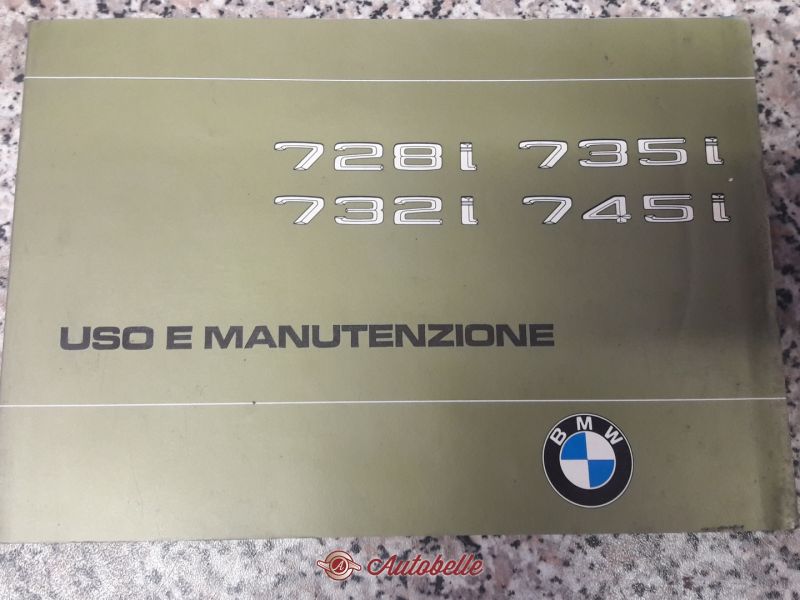 728i 735i
732i 745i
USO E MANUTENZIONE
BMW
Autobelle